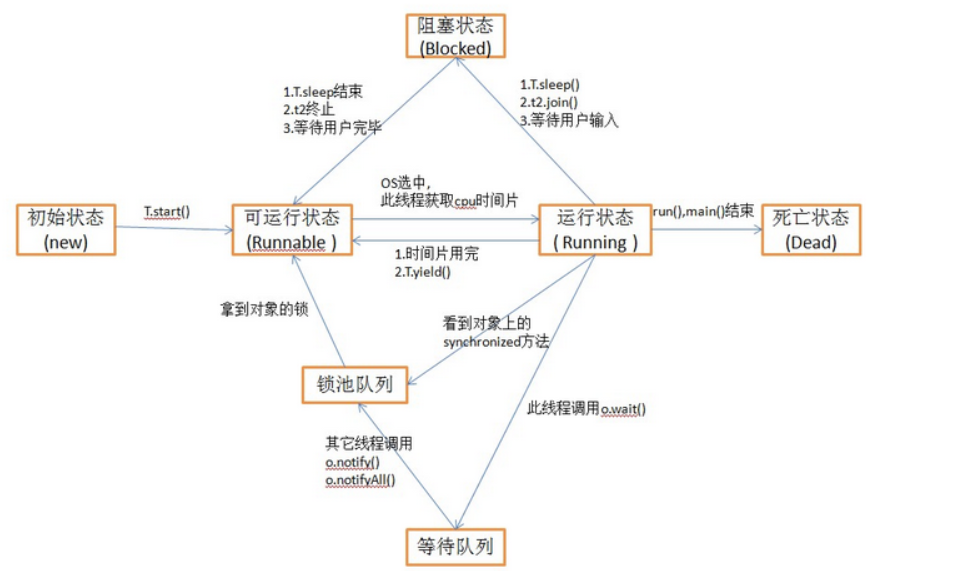 阻塞状态
(Blocked)
1.T.sleep结束
2.t2终止
3.等待用户完毕
1.T.sleep()
2.t2.join()
3.等待用户输入
OS选中，
此线程获取cpu时间片
初始状态
(new)
T.start()
可运行状态
(Runnable )
运行状态
( Running )
run(),main()结束
死亡状态
(Dead)
1.时间片用完
2.T.yield()
拿到对象的锁
看到对象上的
synchronized方法
锁池队列
此线程调用o.wait()
其它线程调用
o.notify()
o.notifyAll()
等待队列